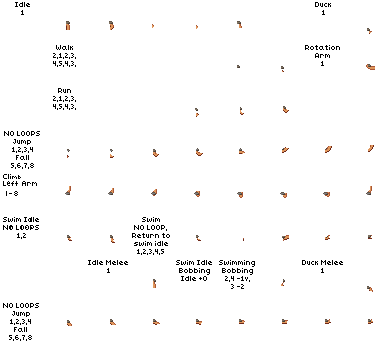 Idle
1
Duck
1
Walk
2,1,2,3,
4,5,4,3,
Rotation
Arm
1
Run
2,1,2,3,
4,5,4,3,
NO LOOPS
Jump
1,2,3,4
Fall
5,6,7,8
Climb
Left Arm
1-8
Swim Idle
NO LOOPS
1,2
Swim
NO LOOP,
Return to
swim idle
1,2,3,4,5
Idle Melee
1
Swim Idle
Bobbing
Idle +0
Swimming
Bobbing
2,4 -1v,
3 -2
Duck Melee
1
NO LOOPS
Jump
1,2,3,4
Fall
5,6,7,8